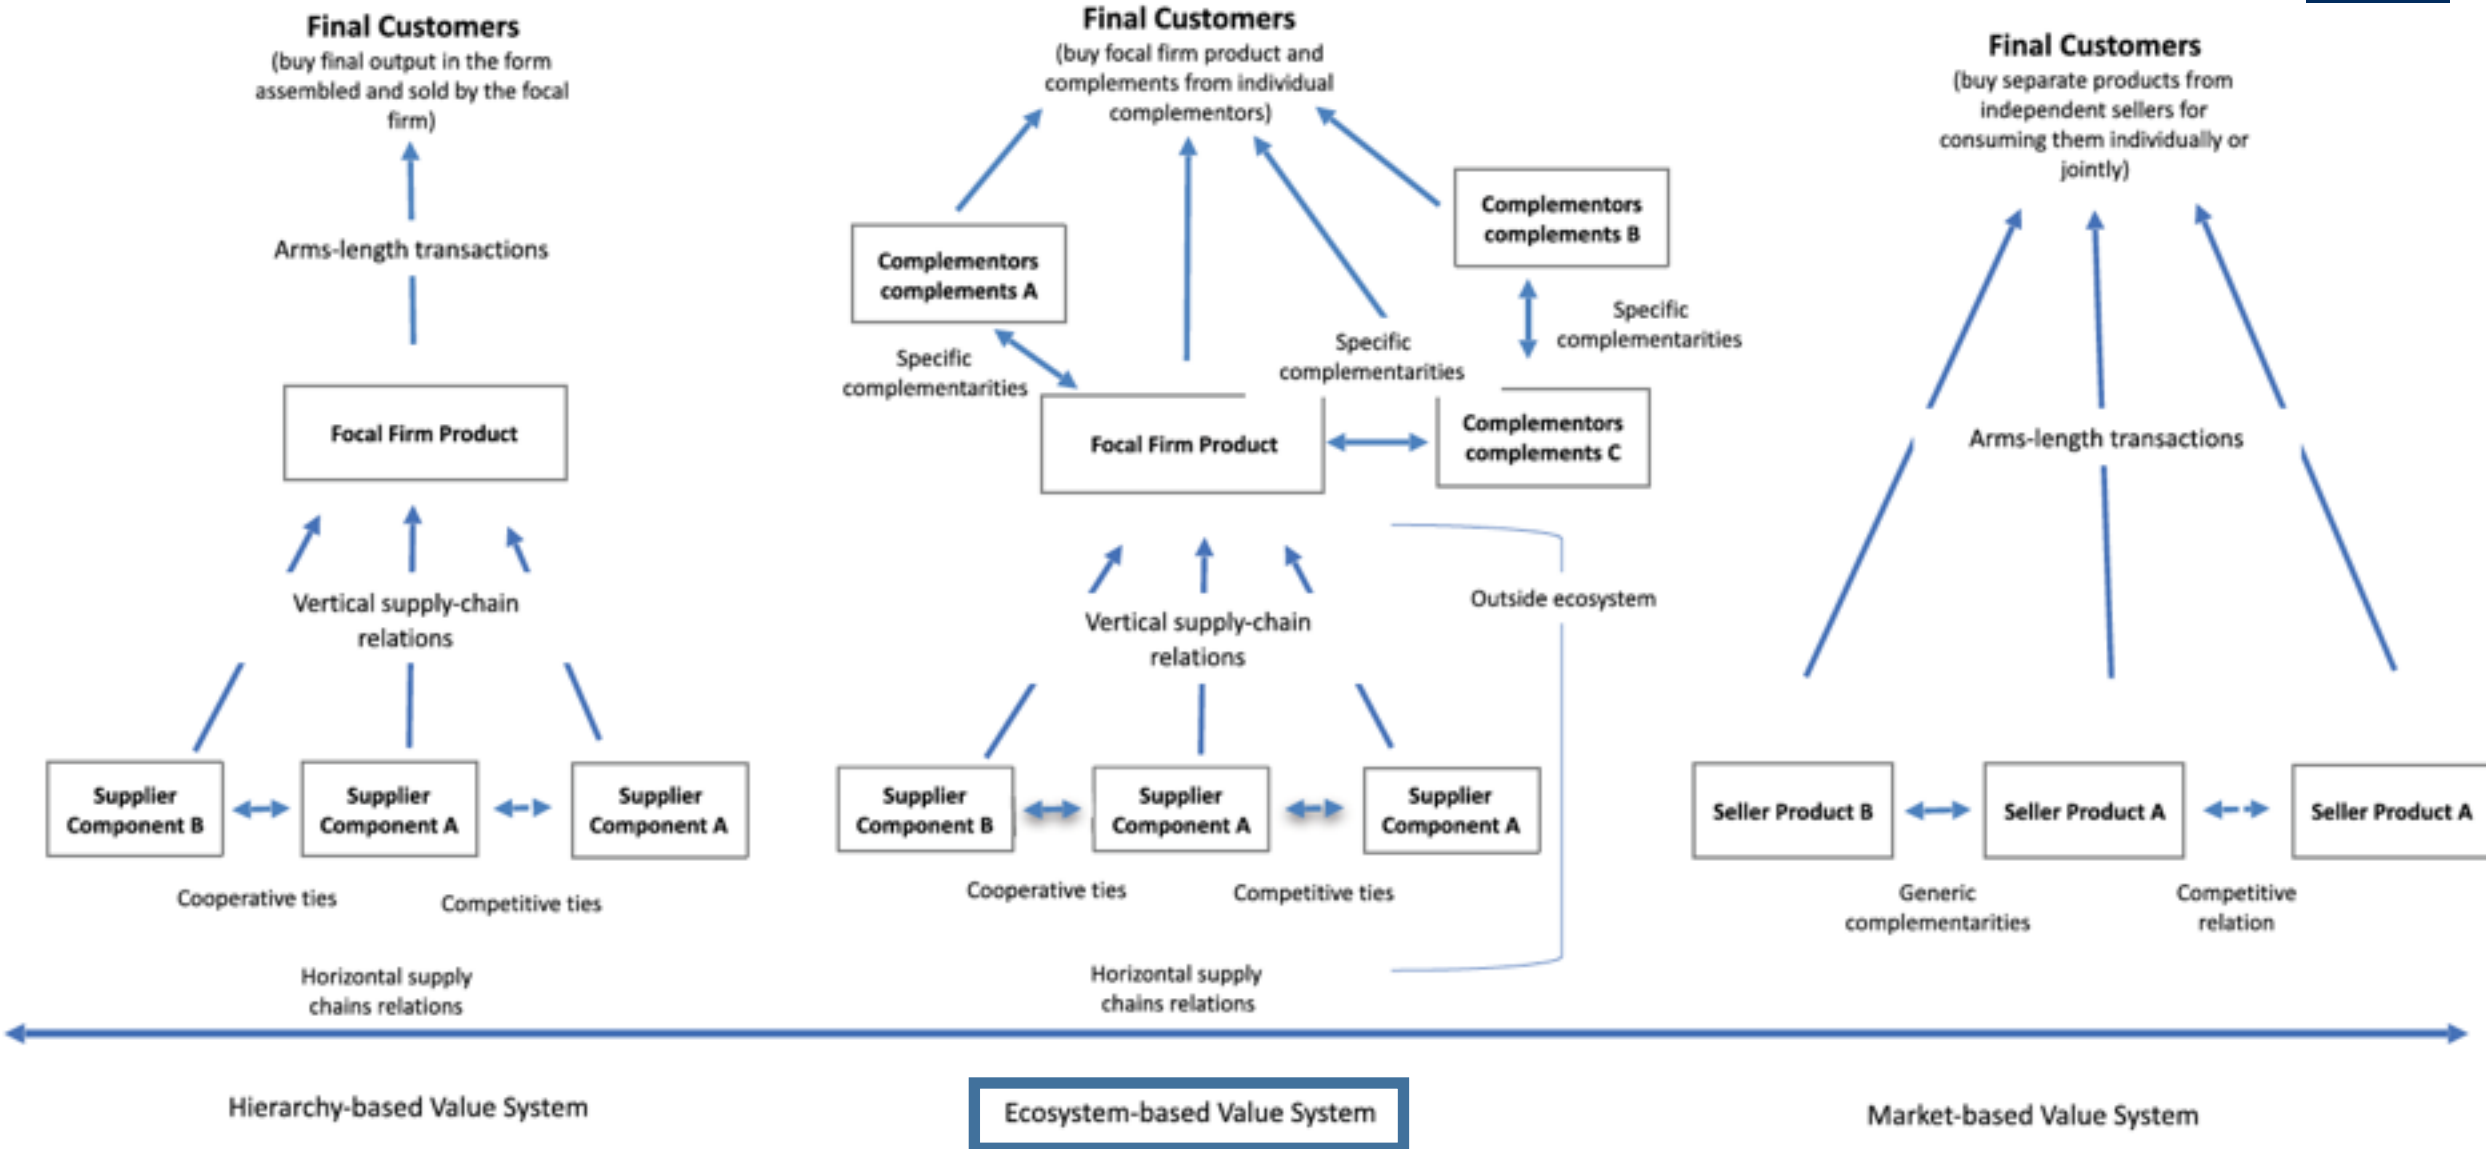 Final Customers
(buy final output in the form
assembled and sold by the focal
firm)
Arms-length transactions
Focal Firm Product
Vertical supply-chain
relations
Supplier
Component B
Supplier
Component A
Supplier
Component A
Cooperative ties
Competitive ties
Horizontal supply
chains relations
Hierarchy-based Value System
Final Customers
(buy focal firm product and
complements from individual
complementors)
Complementors
complements A
Complementors
complements B
Specific
complementarities
Specific
complementarities
Specific
complementarities
Focal Firm Product
Complementors
complements C
Outside ecosystem
Vertical supply-chain
relations
Supplier
Component B
Supplier
Component A
Supplier
Component A
Cooperative ties
Competitive ties
Horizontal supply
chains relations
Ecosystem-based Value System
Final Customers
(buy separate products from
independent sellers for
consuming them individually or
jointly)
Arms-length transactions
Seller Product B
Seller Product A
Seller Product A
Generic
complementarities
Competitive
relation
Market-based Value System